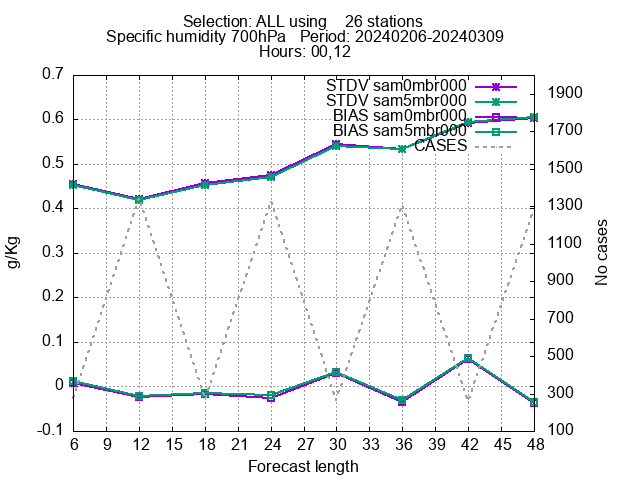 Selection: ALL using    26 stations
Specific humidity 700hPa   Period: 20240206-20240309
Hours: 00,12
STDV sam0mbr000
STDV sam5mbr000
BIAS sam0mbr000
BIAS sam5mbr000
CASES
g/Kg
0.7
0.6
0.5
0.4
0.3
0.2
0.1
0
-0.1
No cases
1900
1700
1500
1300
1100
900
700
500
300
100
6 9 12 15 18 21 24 27 30 33 36 39 42 45 48
Forecast length